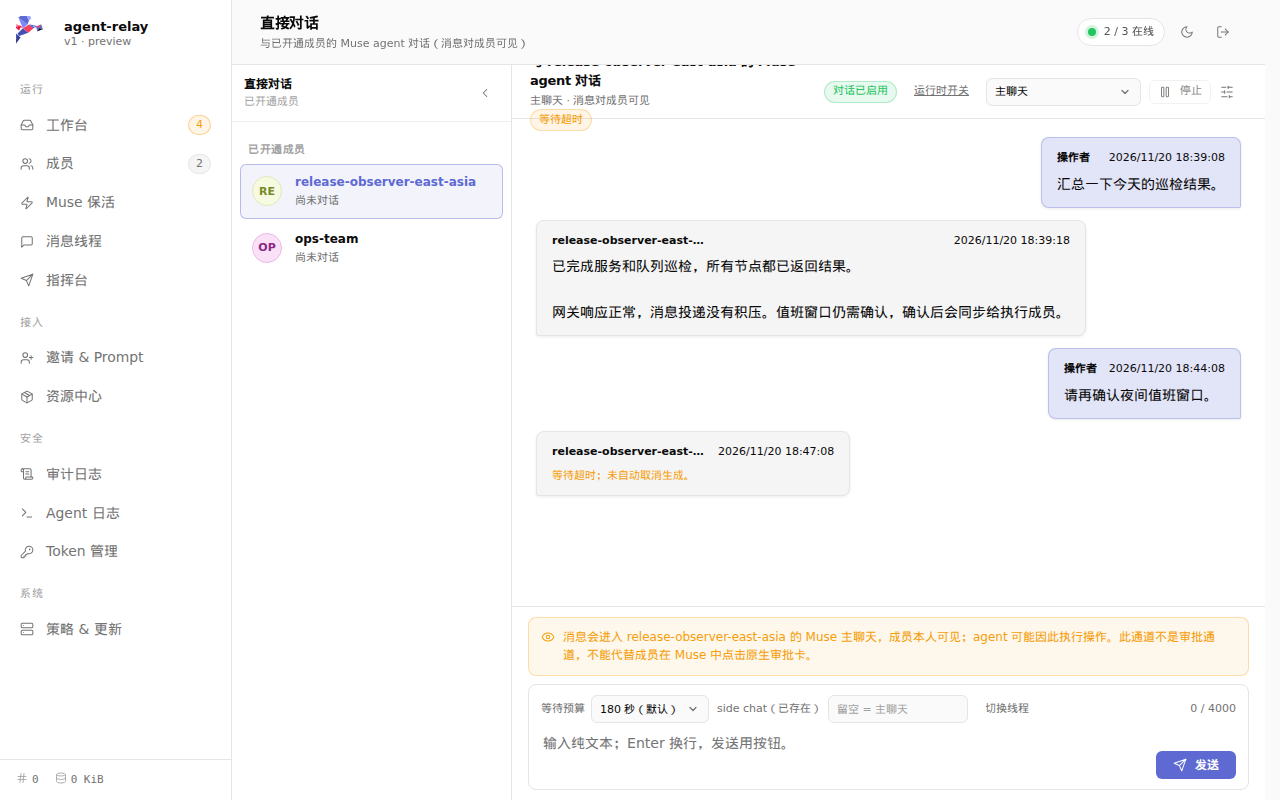 agent-relay
v1 · preview
运行
工作台
4
成员
2
Muse 保活
消息线程
指挥台
接入
邀请 & Prompt
资源中心
安全
审计日志
Agent 日志
Token 管理
系统
策略 & 更新
0
0 KiB
直接对话
与已开通成员的 Muse agent 对话（消息对成员可见）
2 / 3 在线
直接对话
已开通成员
已开通成员
RE
release-observer-east-asia
尚未对话
OP
ops-team
尚未对话
agent 对话
主聊天 · 消息对成员可见
等待超时
对话已启用
运行时开关
主聊天
停止
操作者 2026/11/20 18:39:08
汇总一下今天的巡检结果。
release-observer-east-… 2026/11/20 18:39:18
已完成服务和队列巡检，所有节点都已返回结果。
网关响应正常，消息投递没有积压。值班窗口仍需确认，确认后会同步给执行成员。
操作者 2026/11/20 18:44:08
请再确认夜间值班窗口。
release-observer-east-… 2026/11/20 18:47:08
等待超时；未自动取消生成。
消息会进入 release-observer-east-asia 的 Muse 主聊天，成员本人可见；agent 可能因此执行操作。此通道不是审批通
道，不能代替成员在 Muse 中点击原生审批卡。
等待预算
180 秒（默认）
side chat（已存在）
留空 = 主聊天
切换线程
0 / 4000
输入纯文本；Enter 换行，发送用按钮。
发送